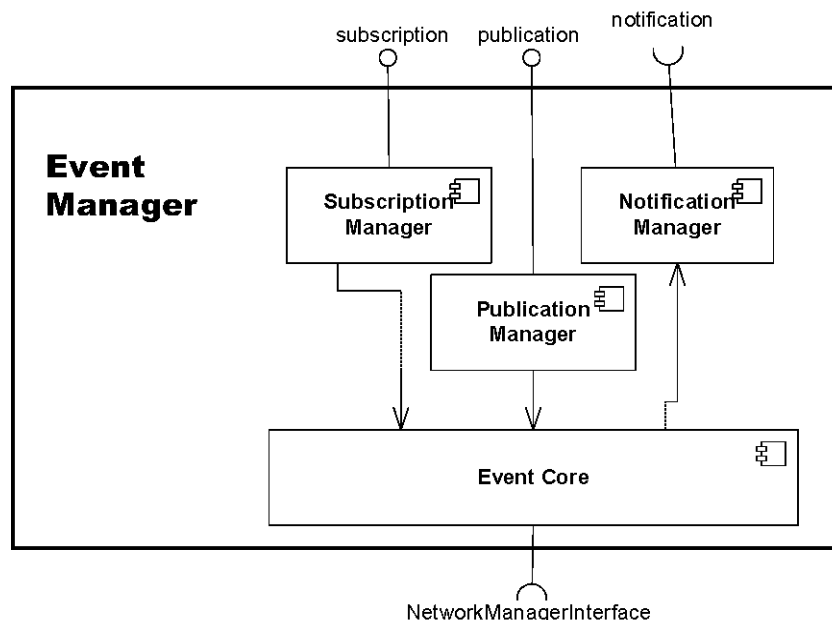 subscription
publication
notification
Event
Manager
Subscription
Manager
Notification
Manager
Publication
Manager
Event Core
NetworkManagerInterface